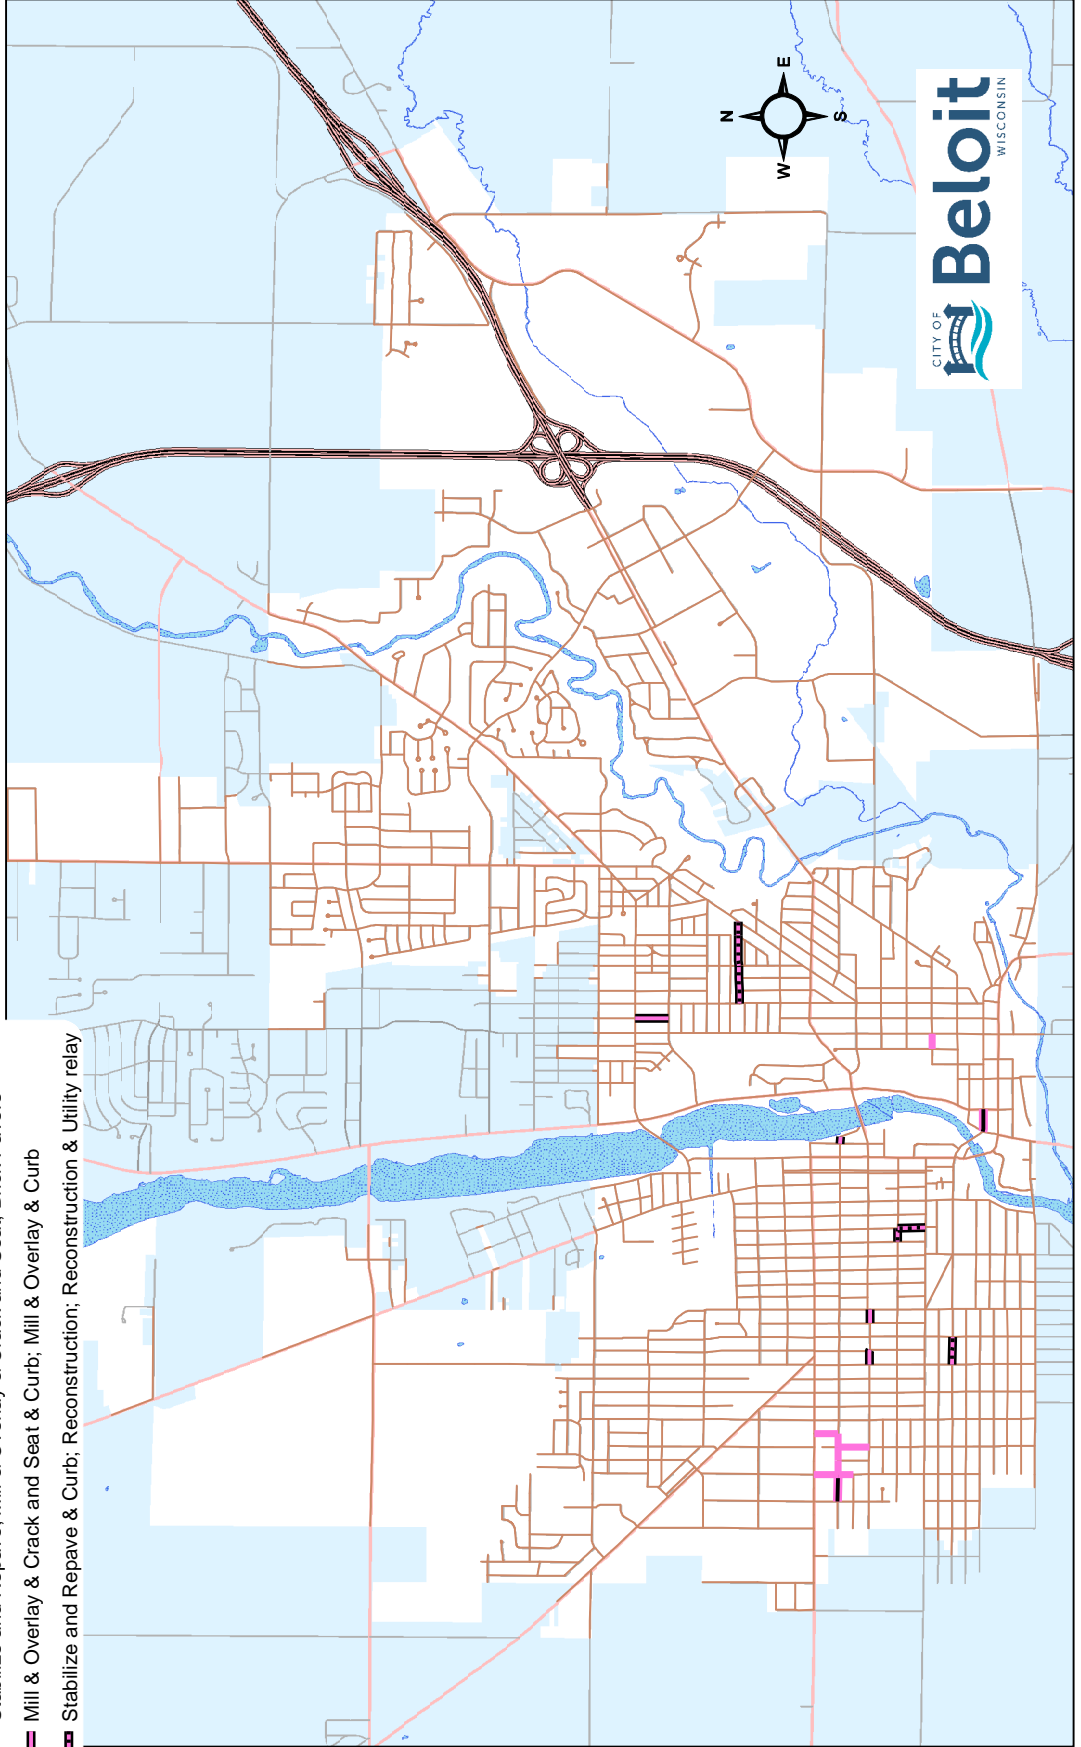 Mill & Overlay & Crack and Seat & Curb; Mill & Overlay & Curb
Stabilize and Repave & Curb; Reconstruction; Reconstruction & Utility relay
N
W
E
S
CITY OF
Beloit
WISCONSIN